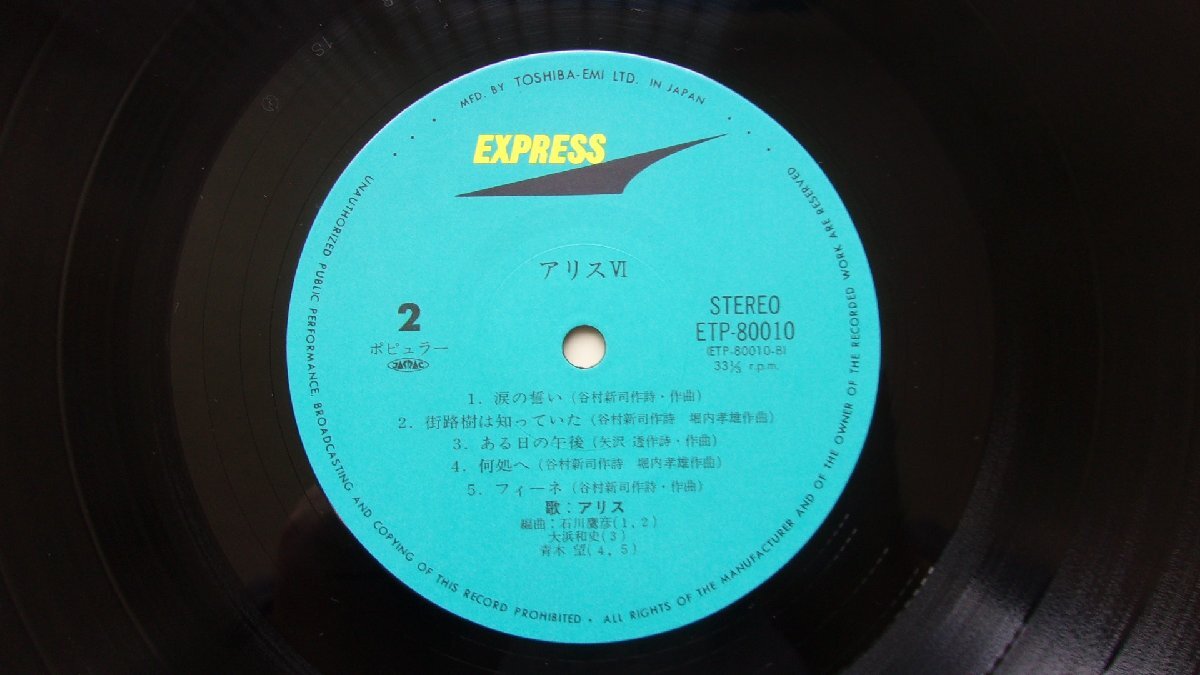 MFD. BY TOSHIBA-EMI LTD. IN JAPAN
EXPRESS
アリスⅥ
2
ポピュラー
JASRAC
STEREO
ETP-80010
(ETP-80010-B)
33⅓ r.p.m.
1. 涙の誓い (谷村新司作詩・作曲)
2. 街路樹は知っていた (谷村新司作詩 堀内孝雄作曲)
3. ある日の午後 (矢沢 透作詩・作曲)
4. 何処へ (谷村新司作詩 堀内孝雄作曲)
5. フィーネ (谷村新司作詩・作曲)
歌:アリス
編曲:石川鷹彦(1, 2)
大浜和史(3)
青木 望(4, 5)
UNAUTHORIZED PUBLIC PERFORMANCE, BROADCASTING AND COPYING OF THIS RECORD PROHIBITED • ALL RIGHTS OF THE MANUFACTURER AND OF THE OWNER OF THE RECORDED WORK ARE RESERVED